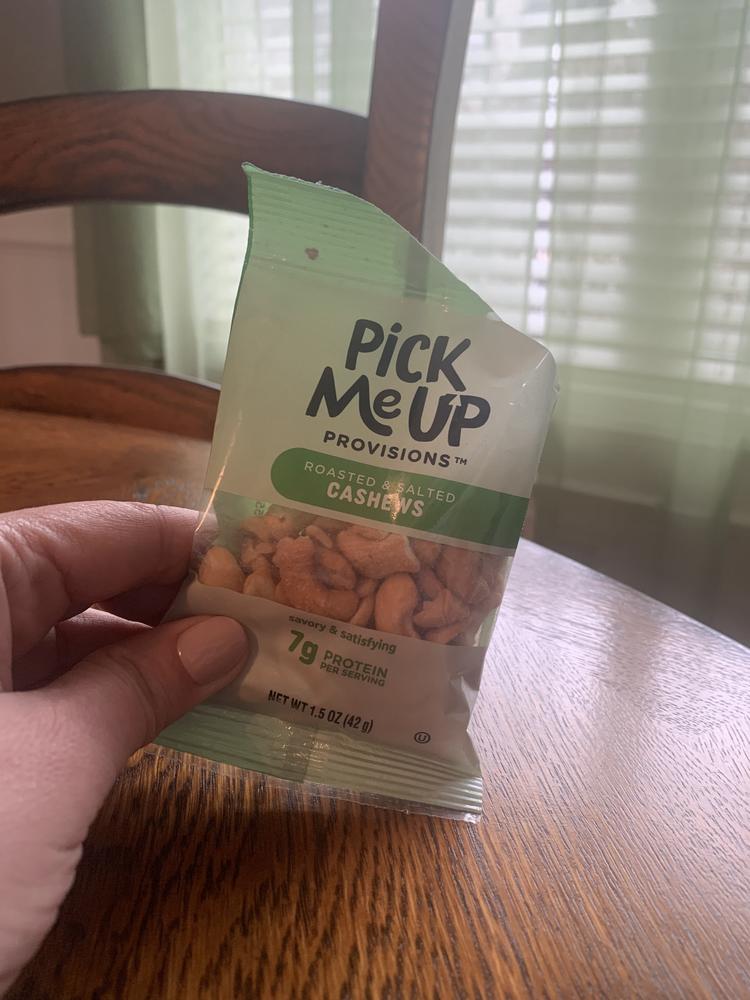 PiCK
Me UP
PROVISIONS™
ROASTED & SALTED
CASHEWS
savory & satisfying
7g PROTEIN
PER SERVING
NET WT 1.5 OZ (42 g)
U